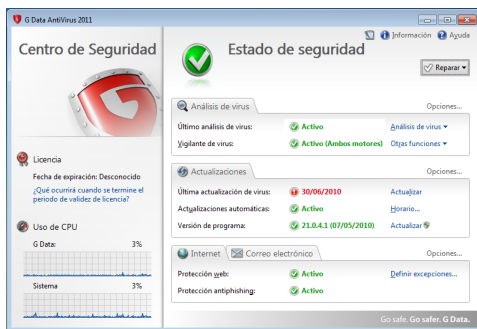 G Data AntiVirus 2011
Información Ayuda
Centro de Seguridad
Estado de seguridad
Reparar
Análisis de virus
Opciones...
Último análisis de virus: Activo Análisis de virus
Vigilante de virus: Activo (Ambos motores) Otras funciones
Licencia
Fecha de expiración: Desconocido
¿Qué ocurrirá cuando se termine el
periodo de validez de licencia?
Actualizaciones
Opciones...
Última actualización de virus: 30/06/2010 Actualizar
Actualizaciones automáticas: Activo Horario...
Versión de programa: 21.0.4.1 (07/05/2010) Actualizar
Uso de CPU
G Data: 3%
Sistema 3%
Internet Correo electrónico
Opciones...
Protección web: Activo Definir excepciones...
Protección antiphishing: Activo
Go safe. Go safer. G Data.